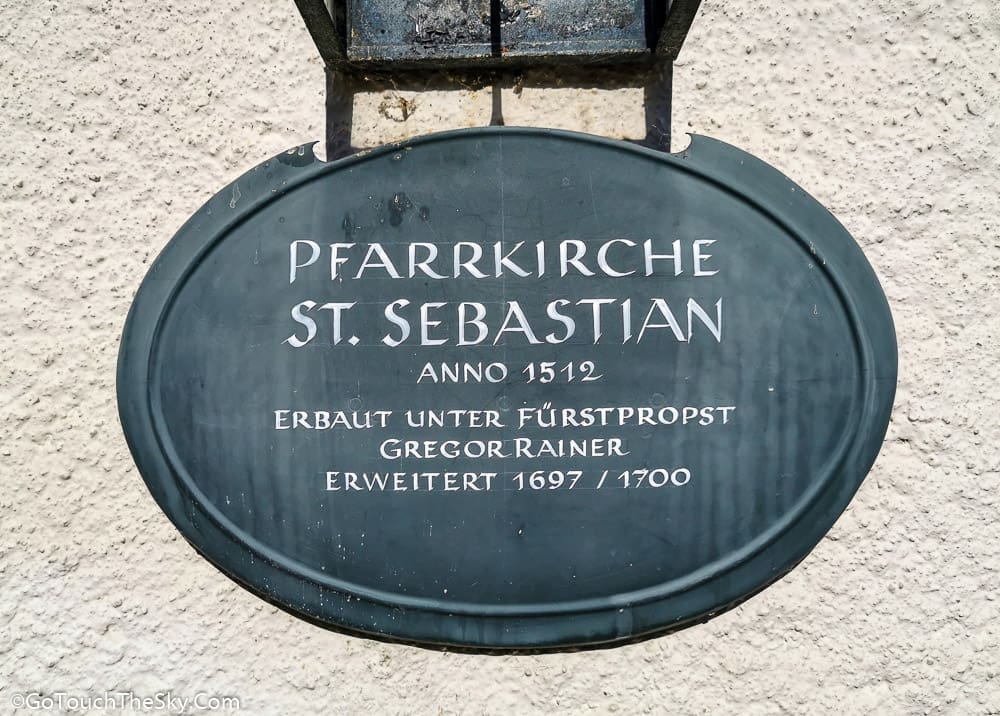 PFARRKIRCHE
ST. SEBASTIAN
ANNO 1512
ERBAUT UNTER FÜRSTPROPST
GREGOR RAINER
ERWEITERT 1697 / 1700
©GoTouchTheSky.Com